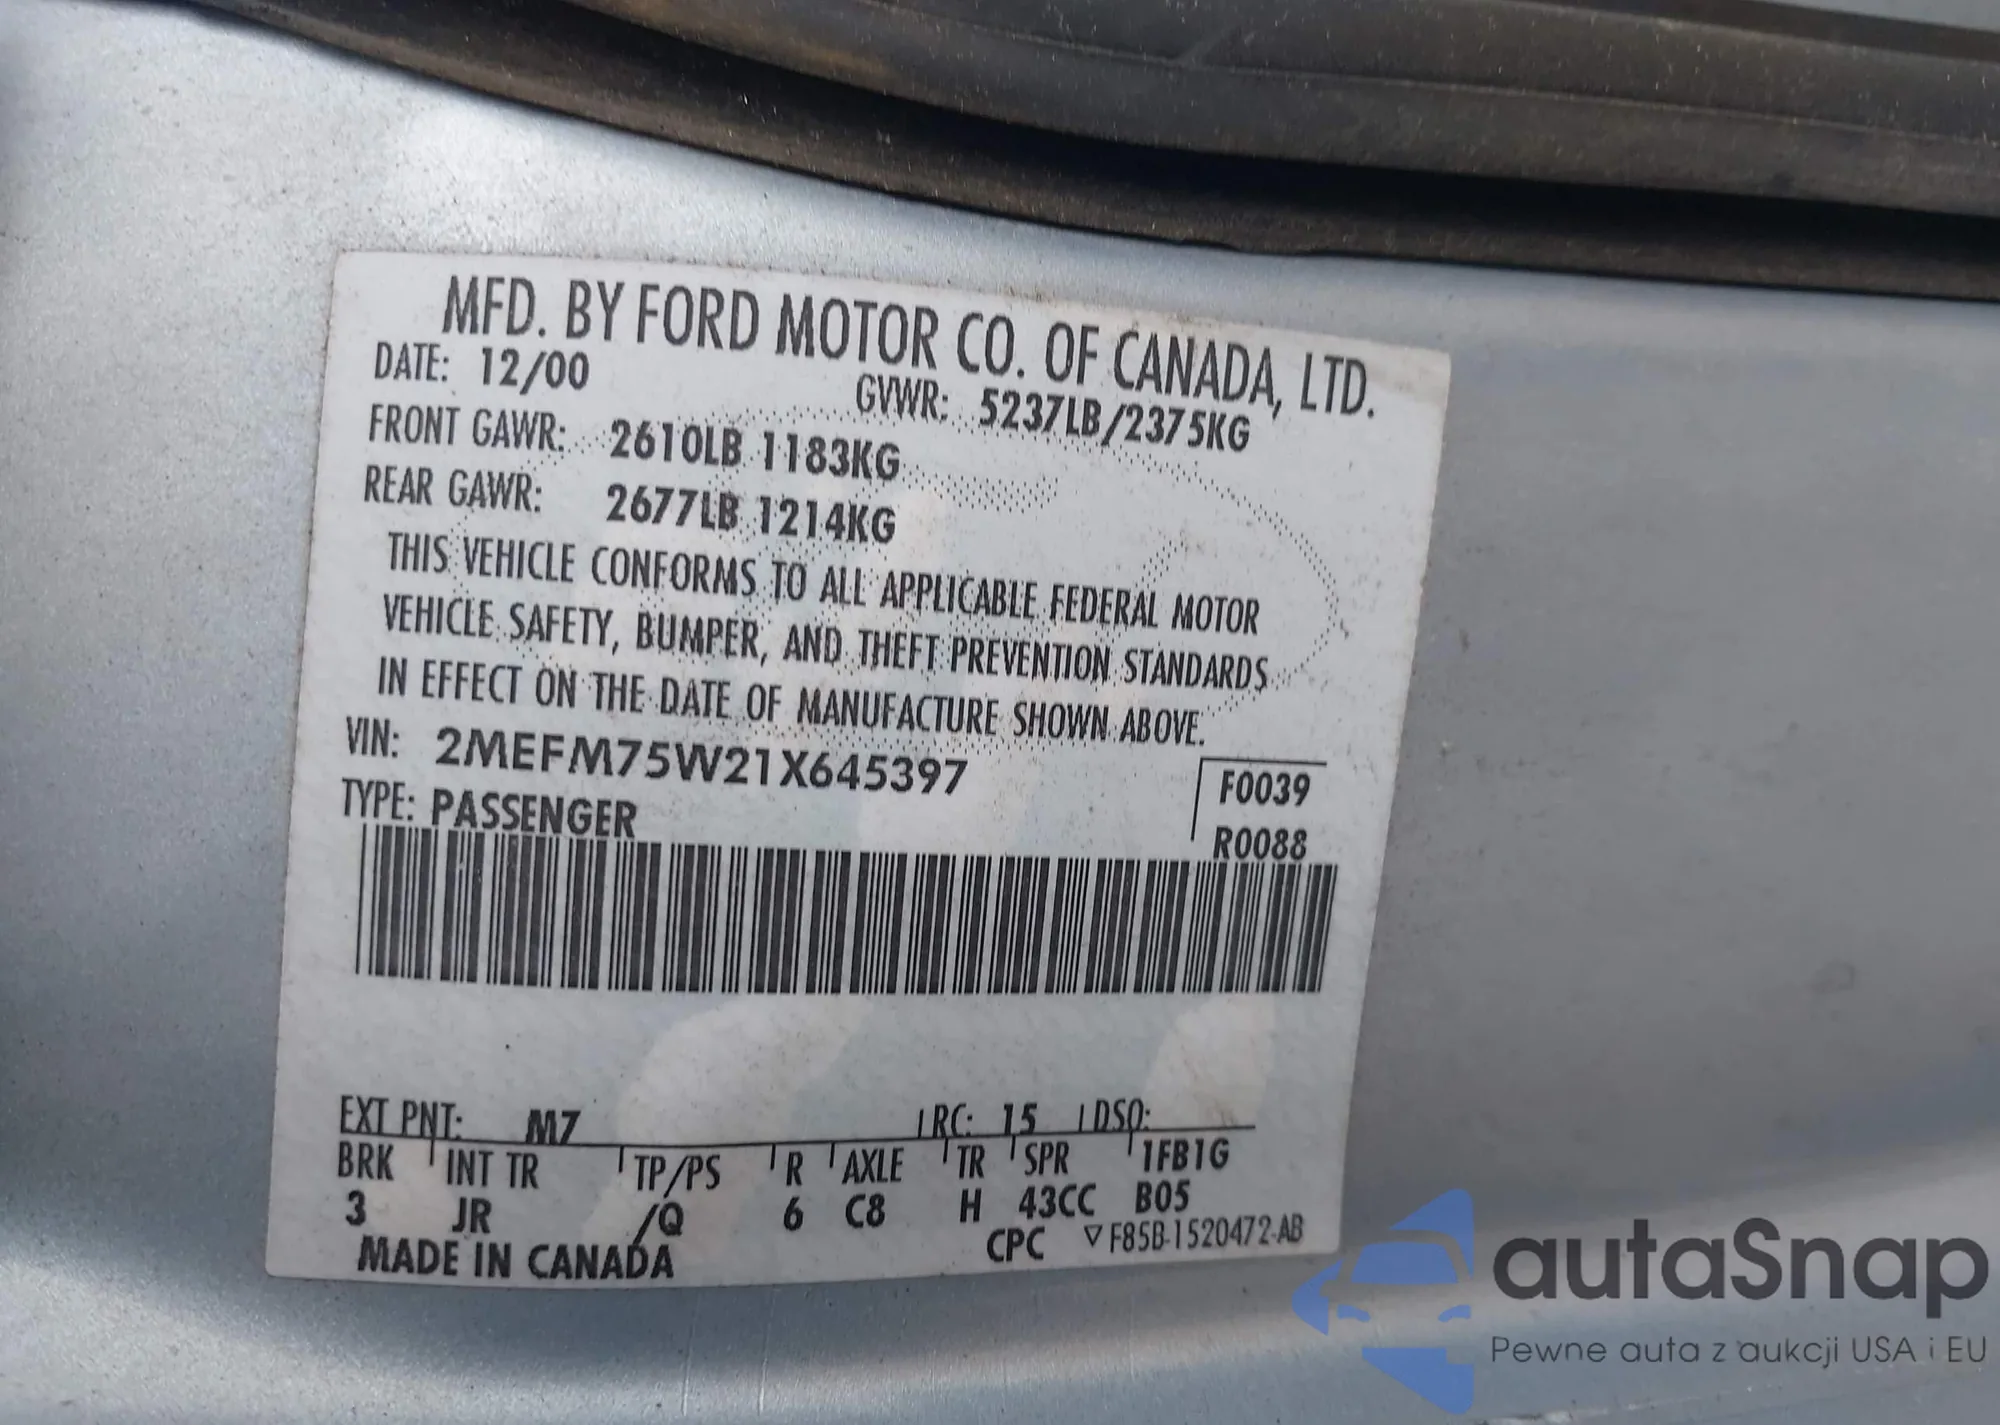 MFD. BY FORD MOTOR CO. OF CANADA, LTD.
DATE: 12/00
GVWR: 5237LB/2375KG
FRONT GAWR: 2610LB 1183KG
REAR GAWR: 2677LB 1214KG
THIS VEHICLE CONFORMS TO ALL APPLICABLE FEDERAL MOTOR
VEHICLE SAFETY, BUMPER, AND THEFT PREVENTION STANDARDS
IN EFFECT ON THE DATE OF MANUFACTURE SHOWN ABOVE.
VIN: 2MEFM75W21X645397
F0039
TYPE: PASSENGER
R0088
EXT PNT: M7 RC: 15 DSO:
BRK INT TR TP/PS R AXLE TR SPR 1FB1G
3 JR /Q 6 C8 H 43CC B05
MADE IN CANADA CPC ▽F85B-1520472-AB
autaSnap
Pewne auta z aukcji USA i EU